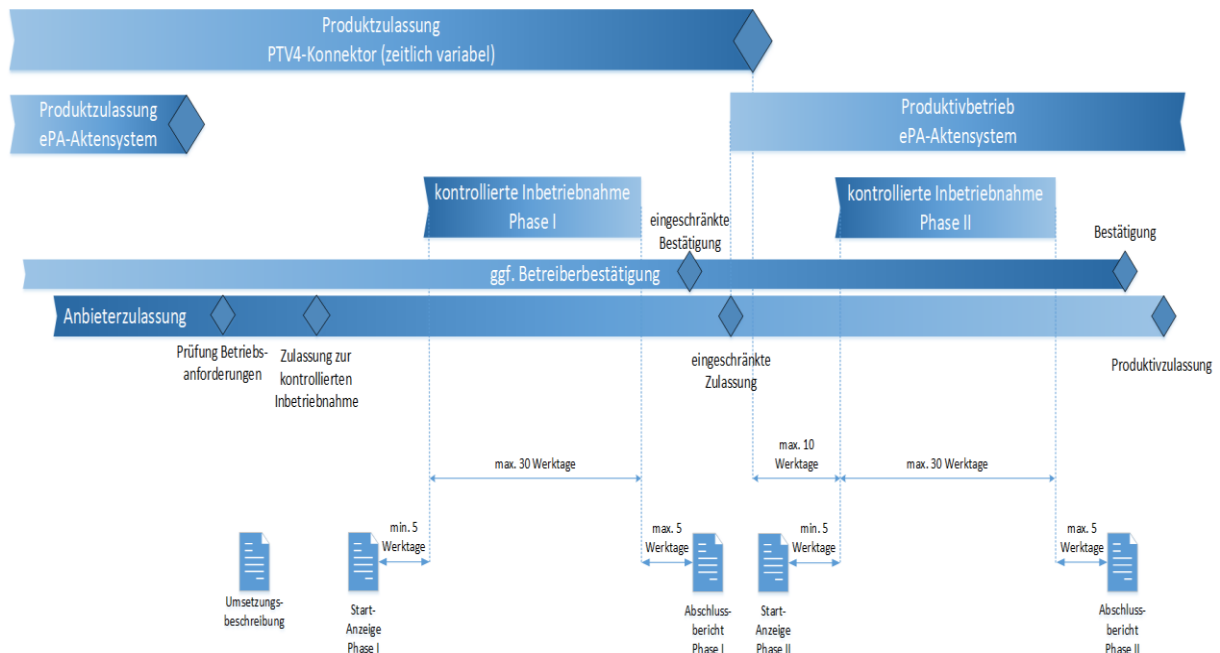 Produktzulassung
PTV4-Konnektor (zeitlich variabel)
Produktzulassung
ePA-Aktensystem
Produktivbetrieb
ePA-Aktensystem
kontrollierte Inbetriebnahme
Phase I
kontrollierte Inbetriebnahme
Phase II
eingeschränkte
Bestätigung
Bestätigung
ggf. Betreiberbestätigung
Anbieterzulassung
Prüfung Betriebs-
anforderungen
Zulassung zur
kontrollierten
Inbetriebnahme
eingeschränkte
Zulassung
Produktivzulassung
max. 30 Werktage
max. 10
Werktage
max. 30 Werktage
min. 5
Werktage
max. 5
Werktage
min. 5
Werktage
max. 5
Werktage
Umsetzungs-
beschreibung
Start-
Anzeige
Phase I
Abschluss-
bericht
Phase I
Start-
Anzeige
Phase II
Abschluss-
bericht
Phase II